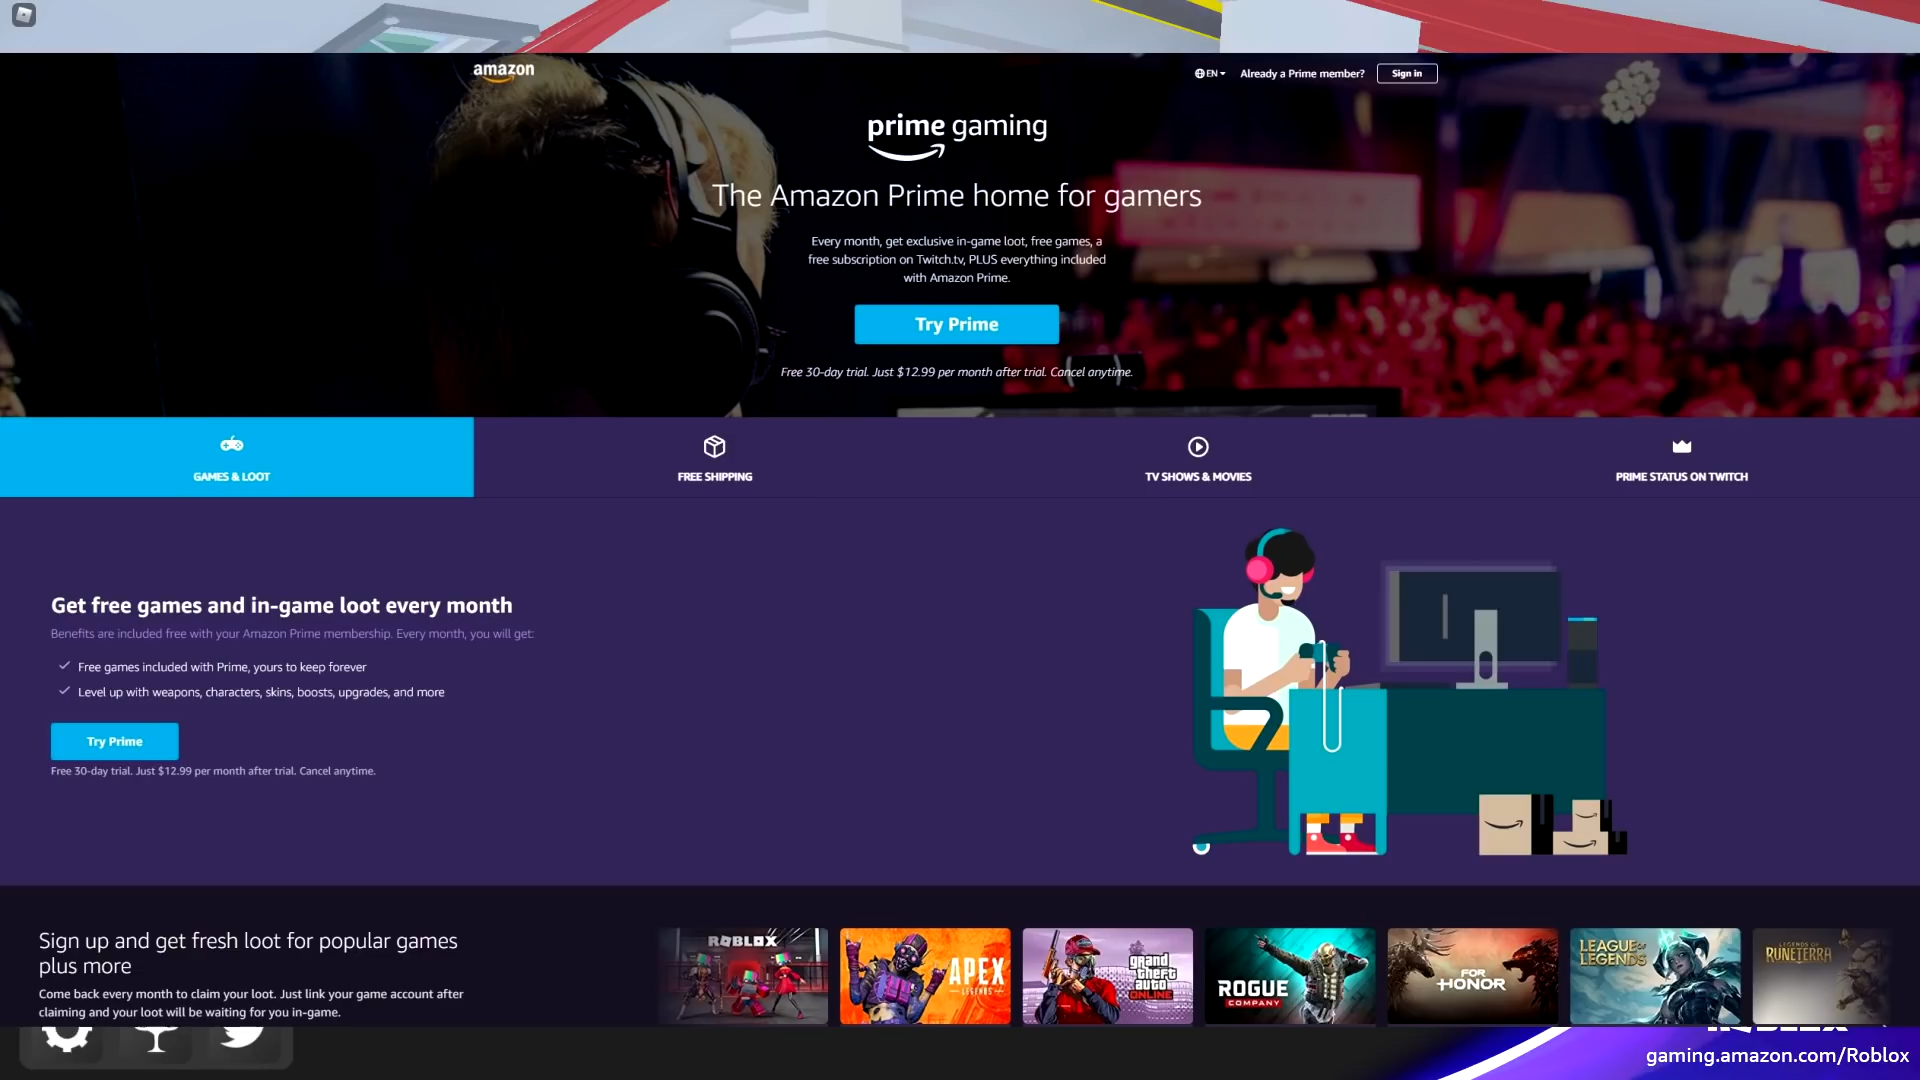 amazon
EN
Already a Prime member?
Sign in
prime gaming
The Amazon Prime home for gamers
Every month, get exclusive in-game loot, free games, a
free subscription on Twitch.tv, PLUS everything included
with Amazon Prime.
Try Prime
Free 30-day trial. Just $12.99 per month after trial. Cancel anytime.
GAMES & LOOT
FREE SHIPPING
TV SHOWS & MOVIES
PRIME STATUS ON TWITCH
Get free games and in-game loot every month
Benefits are included free with your Amazon Prime membership. Every month, you will get:
Free games included with Prime, yours to keep forever
Level up with weapons, characters, skins, boosts, upgrades, and more
Try Prime
Free 30-day trial. Just $12.99 per month after trial. Cancel anytime.
Sign up and get fresh loot for popular games
plus more
Come back every month to claim your loot. Just link your game account after
claiming and your loot will be waiting for you in-game.
ROBLOX
APEX
LEGENDS
grand
theft
auto
ONLINE
ROGUE
COMPANY
FOR
HONOR
LEAGUE OF
LEGENDS
LEGENDS OF
RUNETERRA
gaming.amazon.com/Roblox